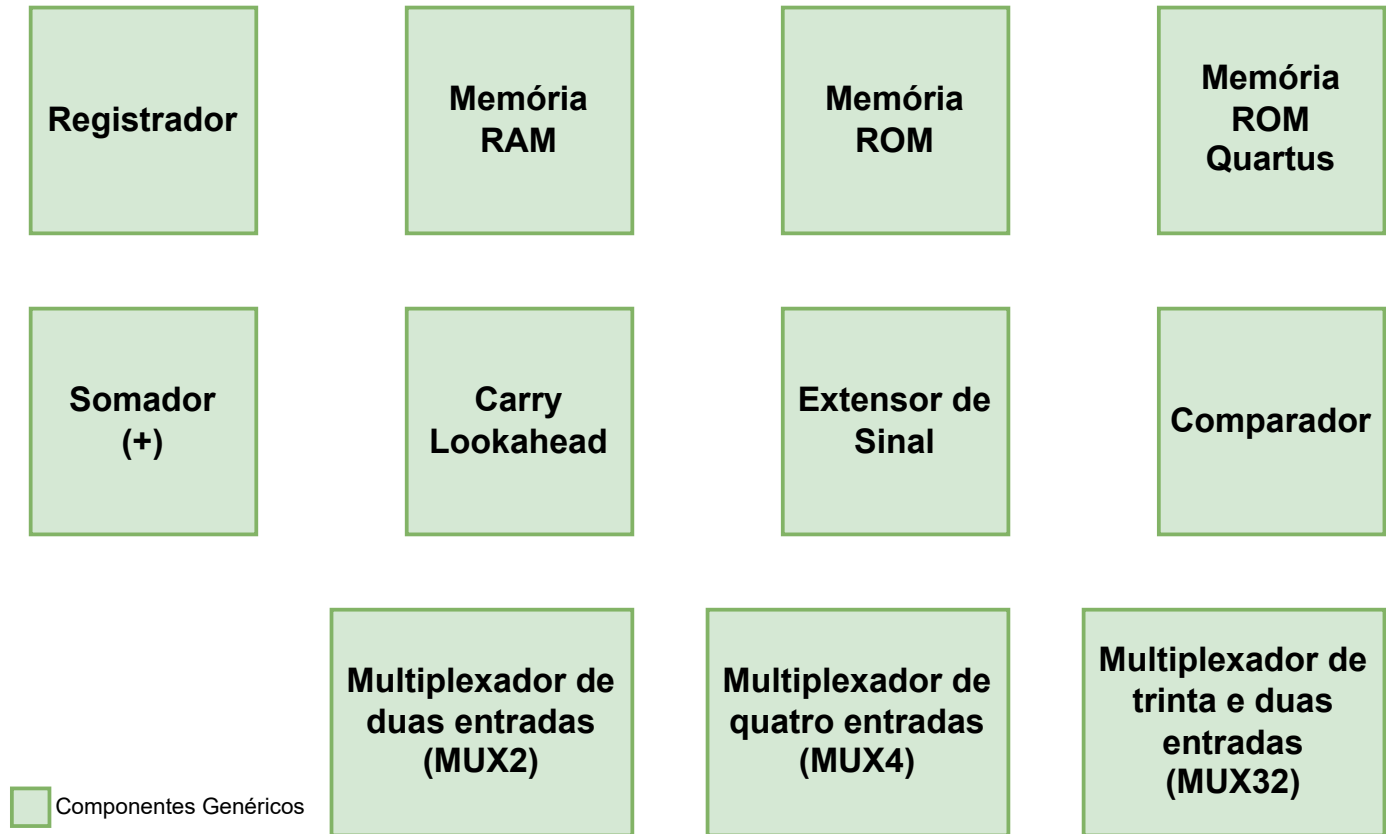 Registrador
Memória
RAM
Memória
ROM
Memória
ROM
Quartus
Somador
(+)
Carry
Lookahead
Extensor de
Sinal
Comparador
Multiplexador de
duas entradas
(MUX2)
Multiplexador de
quatro entradas
(MUX4)
Multiplexador de
trinta e duas
entradas
(MUX32)
Componentes Genéricos